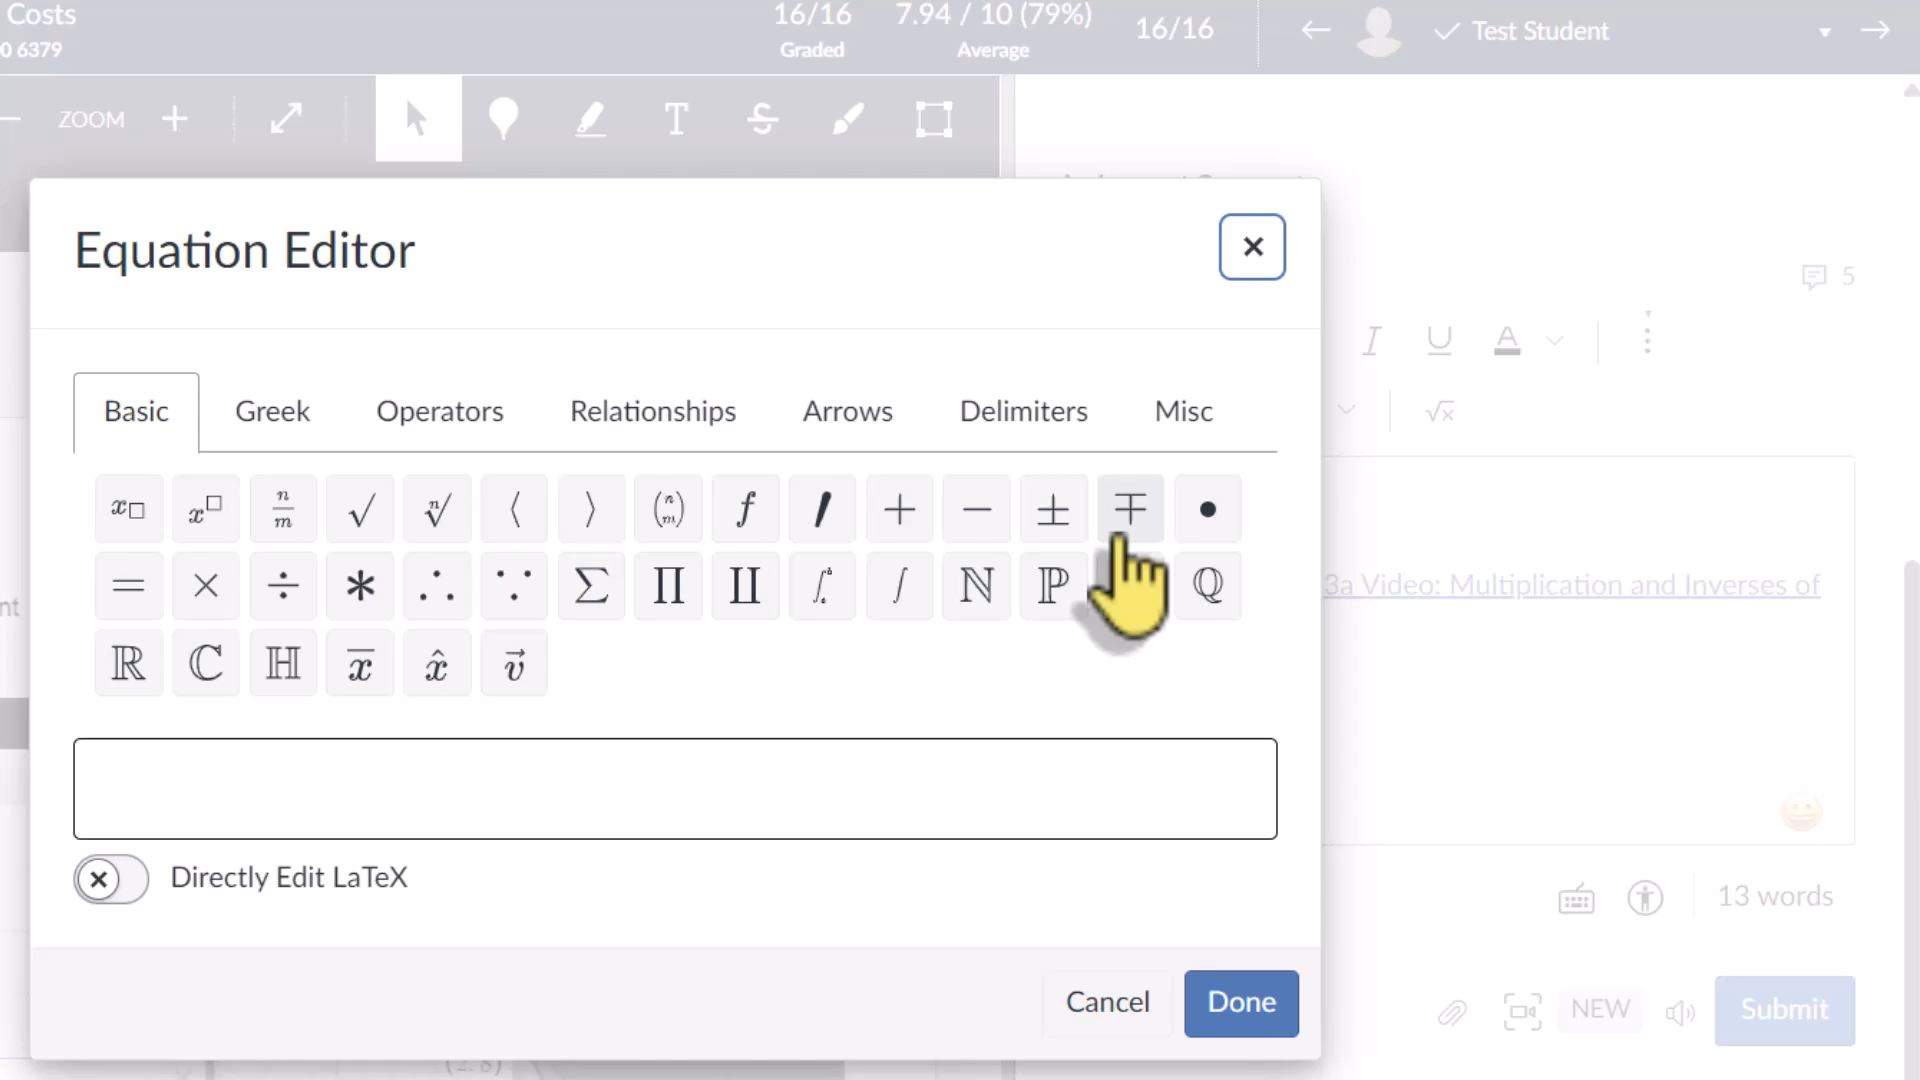 Costs
0 6379
16/16
Graded
7.94 / 10 (79%)
Average
16/16
Test Student
ZOOM
T S
Equation Editor
5
I U A
Basic Greek Operators Relationships Arrows Delimiters Misc
√x
x□ x□ n/m √ n√ ⟨ ⟩ (n m) f ′ + − ± ∓ •
= × ÷ * ∴ ∵ ∑ ∏ ∐ ∫ ∫ ℕ ℙ ℚ
ℝ ℂ ℍ x̅ x̂ v⃗
3a Video: Multiplication and Inverses of
nt
Directly Edit LaTeX
13 words
Cancel Done
NEW
Submit